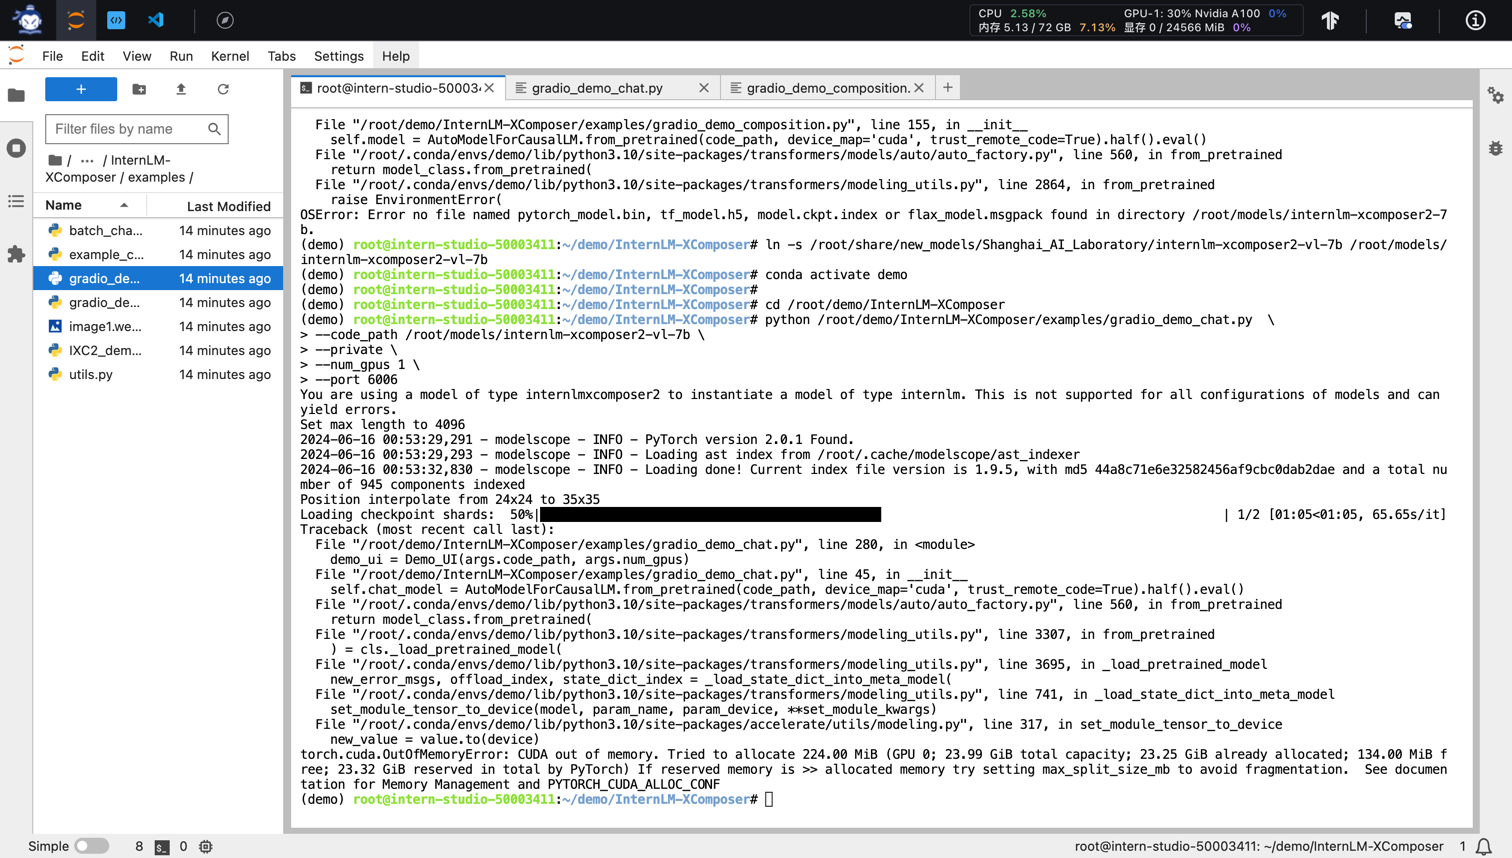 CPU 2.58% GPU-1: 30% Nvidia A100 0%
内存 5.13 / 72 GB 7.13% 显存 0 / 24566 MiB 0%
File Edit View Run Kernel Tabs Settings Help
+
root@intern-studio-50003 gradio_demo_chat.py gradio_demo_composition. +
Filter files by name
/ ··· / InternLM-
XComposer / examples /
Name Last Modified
batch_cha... 14 minutes ago
example_c... 14 minutes ago
gradio_de... 14 minutes ago
gradio_de... 14 minutes ago
image1.we... 14 minutes ago
IXC2_dem... 14 minutes ago
utils.py 14 minutes ago
File "/root/demo/InternLM-XComposer/examples/gradio_demo_composition.py", line 155, in __init__
self.model = AutoModelForCausalLM.from_pretrained(code_path, device_map='cuda', trust_remote_code=True).half().eval()
File "/root/.conda/envs/demo/lib/python3.10/site-packages/transformers/models/auto/auto_factory.py", line 560, in from_pretrained
return model_class.from_pretrained(
File "/root/.conda/envs/demo/lib/python3.10/site-packages/transformers/modeling_utils.py", line 2864, in from_pretrained
raise EnvironmentError(
OSError: Error no file named pytorch_model.bin, tf_model.h5, model.ckpt.index or flax_model.msgpack found in directory /root/models/internlm-xcomposer2-7
b.
(demo) root@intern-studio-50003411:~/demo/InternLM-XComposer# ln -s /root/share/new_models/Shanghai_AI_Laboratory/internlm-xcomposer2-vl-7b /root/models/
internlm-xcomposer2-vl-7b
(demo) root@intern-studio-50003411:~/demo/InternLM-XComposer# conda activate demo
(demo) root@intern-studio-50003411:~/demo/InternLM-XComposer#
(demo) root@intern-studio-50003411:~/demo/InternLM-XComposer# cd /root/demo/InternLM-XComposer
(demo) root@intern-studio-50003411:~/demo/InternLM-XComposer# python /root/demo/InternLM-XComposer/examples/gradio_demo_chat.py  \
> --code_path /root/models/internlm-xcomposer2-vl-7b \
> --private \
> --num_gpus 1 \
> --port 6006
You are using a model of type internlmxcomposer2 to instantiate a model of type internlm. This is not supported for all configurations of models and can
yield errors.
Set max length to 4096
2024-06-16 00:53:29,291 - modelscope - INFO - PyTorch version 2.0.1 Found.
2024-06-16 00:53:29,293 - modelscope - INFO - Loading ast index from /root/.cache/modelscope/ast_indexer
2024-06-16 00:53:32,830 - modelscope - INFO - Loading done! Current index file version is 1.9.5, with md5 44a8c71e6e32582456af9cbc0dab2dae and a total nu
mber of 945 components indexed
Position interpolate from 24x24 to 35x35
Loading checkpoint shards:  50%| | 1/2 [01:05<01:05, 65.65s/it]
Traceback (most recent call last):
File "/root/demo/InternLM-XComposer/examples/gradio_demo_chat.py", line 280, in <module>
demo_ui = Demo_UI(args.code_path, args.num_gpus)
File "/root/demo/InternLM-XComposer/examples/gradio_demo_chat.py", line 45, in __init__
self.chat_model = AutoModelForCausalLM.from_pretrained(code_path, device_map='cuda', trust_remote_code=True).half().eval()
File "/root/.conda/envs/demo/lib/python3.10/site-packages/transformers/models/auto/auto_factory.py", line 560, in from_pretrained
return model_class.from_pretrained(
File "/root/.conda/envs/demo/lib/python3.10/site-packages/transformers/modeling_utils.py", line 3307, in from_pretrained
) = cls._load_pretrained_model(
File "/root/.conda/envs/demo/lib/python3.10/site-packages/transformers/modeling_utils.py", line 3695, in _load_pretrained_model
new_error_msgs, offload_index, state_dict_index = _load_state_dict_into_meta_model(
File "/root/.conda/envs/demo/lib/python3.10/site-packages/transformers/modeling_utils.py", line 741, in _load_state_dict_into_meta_model
set_module_tensor_to_device(model, param_name, param_device, **set_module_kwargs)
File "/root/.conda/envs/demo/lib/python3.10/site-packages/accelerate/utils/modeling.py", line 317, in set_module_tensor_to_device
new_value = value.to(device)
torch.cuda.OutOfMemoryError: CUDA out of memory. Tried to allocate 224.00 MiB (GPU 0; 23.99 GiB total capacity; 23.25 GiB already allocated; 134.00 MiB f
ree; 23.32 GiB reserved in total by PyTorch) If reserved memory is >> allocated memory try setting max_split_size_mb to avoid fragmentation.  See documen
tation for Memory Management and PYTORCH_CUDA_ALLOC_CONF
(demo) root@intern-studio-50003411:~/demo/InternLM-XComposer#
Simple 8 0 root@intern-studio-50003411: ~/demo/InternLM-XComposer 1